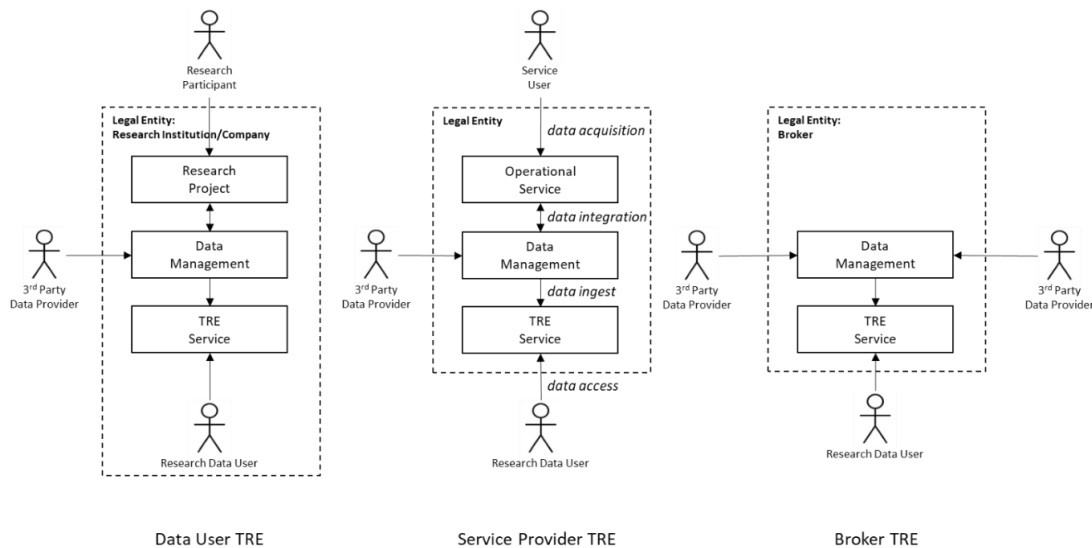 Research
Participant
Legal Entity:
Research Institution/Company
Research
Project
Data
Management
TRE
Service
3rd Party
Data Provider
Research Data User
Data User TRE
Service
User
Legal Entity
data acquisition
Operational
Service
data integration
Data
Management
data ingest
TRE
Service
data access
3rd Party
Data Provider
Research Data User
Service Provider TRE
Legal Entity:
Broker
Data
Management
TRE
Service
3rd Party
Data Provider
3rd Party
Data Provider
Research Data User
Broker TRE